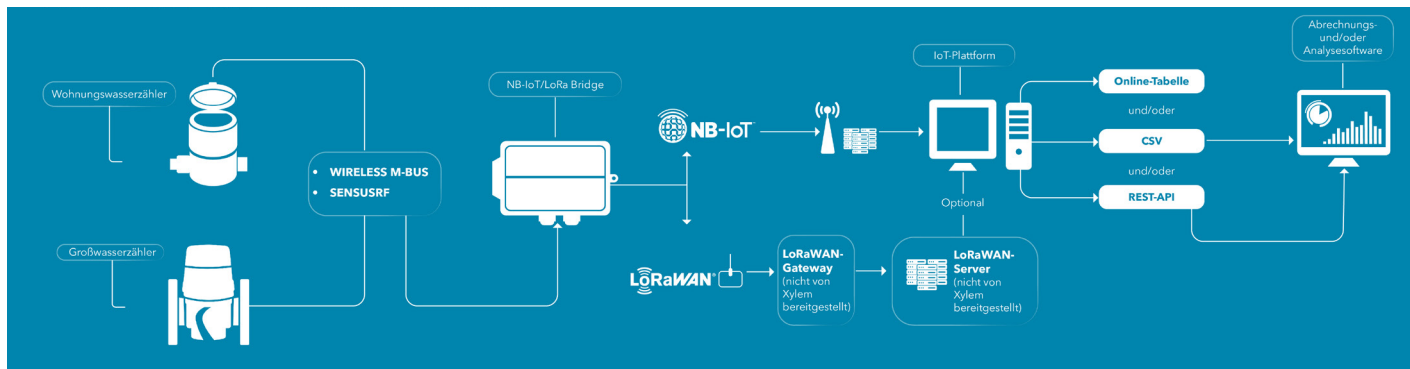 Wohnungswasserzähler
Großwasserzähler
• WIRELESS M-BUS
• SENSUSRF
NB-IoT/LoRa Bridge
NB-IoT™
LoRaWAN®
LoRaWAN-
Gateway
(nicht von
Xylem
bereitgestellt)
LoRaWAN-
Server
(nicht von
Xylem
bereitgestellt)
Optional
IoT-Plattform
Online-Tabelle
und/oder
CSV
und/oder
REST-API
Abrechnungs-
und/oder
Analysesoftware